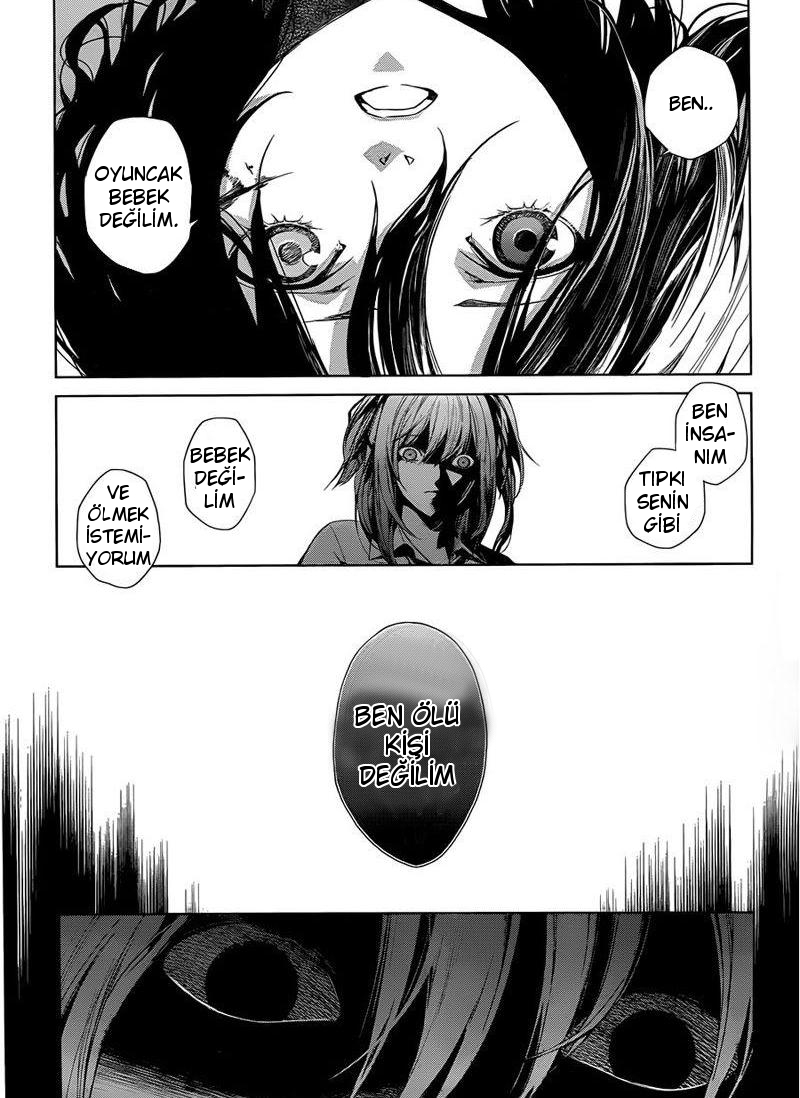 BEN..
OYUNCAK
BEBEK
DEĞİLİM.
BEN
İNSA-
NIM
TIPKI
SENİN
GİBİ
BEBEK
DEĞİ-
LİM
VE
ÖLMEK
İSTEMİ-
YORUM
BEN ÖLÜ
KİŞİ
DEĞİLİM